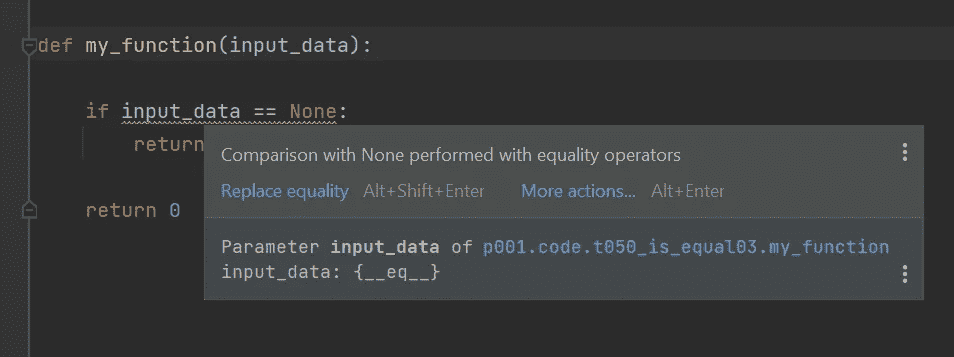 def my_function(input_data):
if input_data == None:
return
Comparison with None performed with equality operators
Replace equality Alt+Shift+Enter More actions... Alt+Enter
return 0
Parameter input_data of p001.code.t050_is_equal03.my_function
input_data: {__eq__}